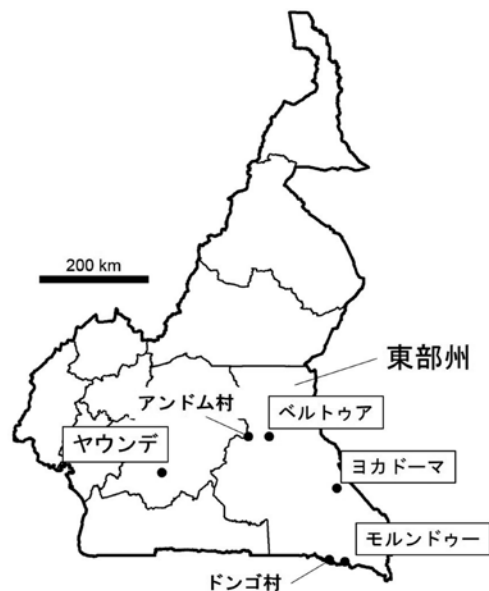 200 km
東部州
アンドム村
ベルトゥア
ヤウンデ
ヨカドーマ
モルンドゥー
ドンゴ村